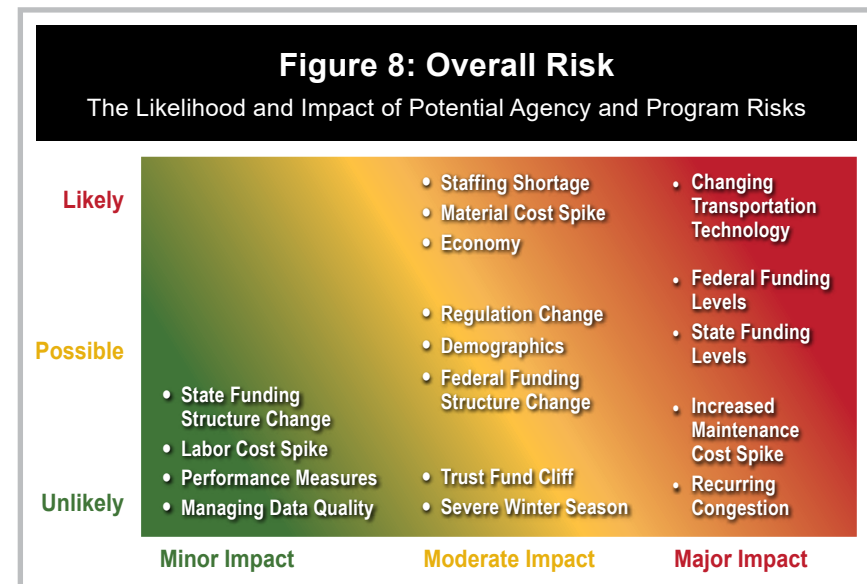 Figure 8: Overall Risk
The Likelihood and Impact of Potential Agency and Program Risks
Likely
• Staffing Shortage
• Material Cost Spike
• Economy
• Changing
Transportation
Technology
Possible
• Regulation Change
• Demographics
• Federal Funding
Structure Change
• Federal Funding
Levels
• State Funding
Levels
Unlikely
• State Funding
Structure Change
• Labor Cost Spike
• Performance Measures
• Managing Data Quality
• Trust Fund Cliff
• Severe Winter Season
• Increased
Maintenance
Cost Spike
• Recurring
Congestion
Minor Impact
Moderate Impact
Major Impact